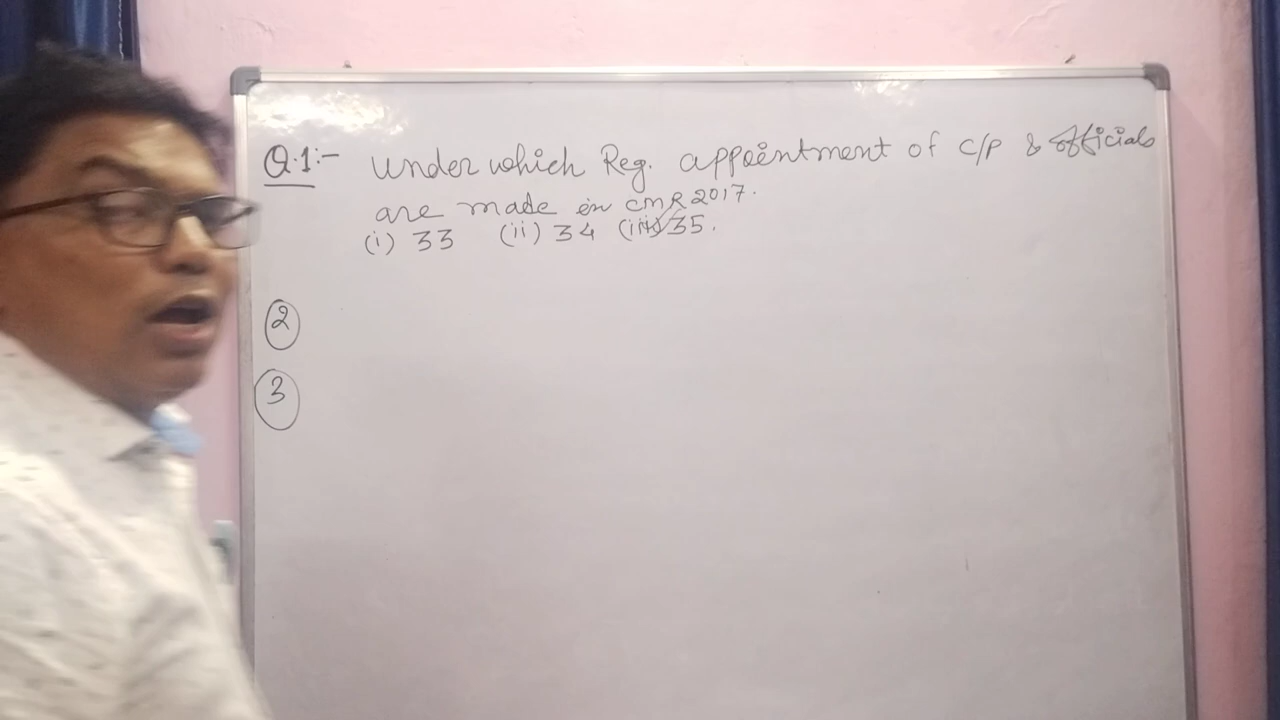 Q.1:- Under which Reg. appointment of C/P & Officials
are made in CMR 2017.
(i) 33 (ii) 34 (iii) 35.
2
3